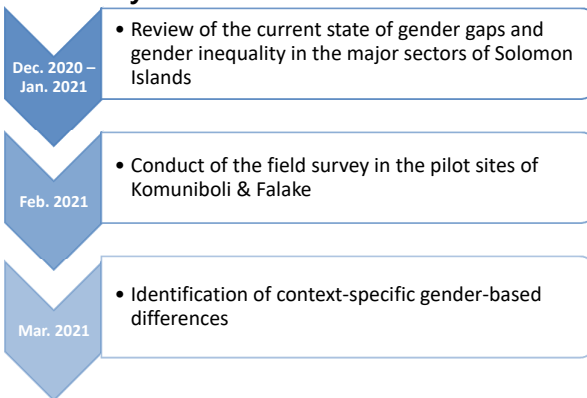 Dec. 2020 –
Jan. 2021
• Review of the current state of gender gaps and
gender inequality in the major sectors of Solomon
Islands
Feb. 2021
• Conduct of the field survey in the pilot sites of
Komuniboli & Falake
Mar. 2021
• Identification of context-specific gender-based
differences